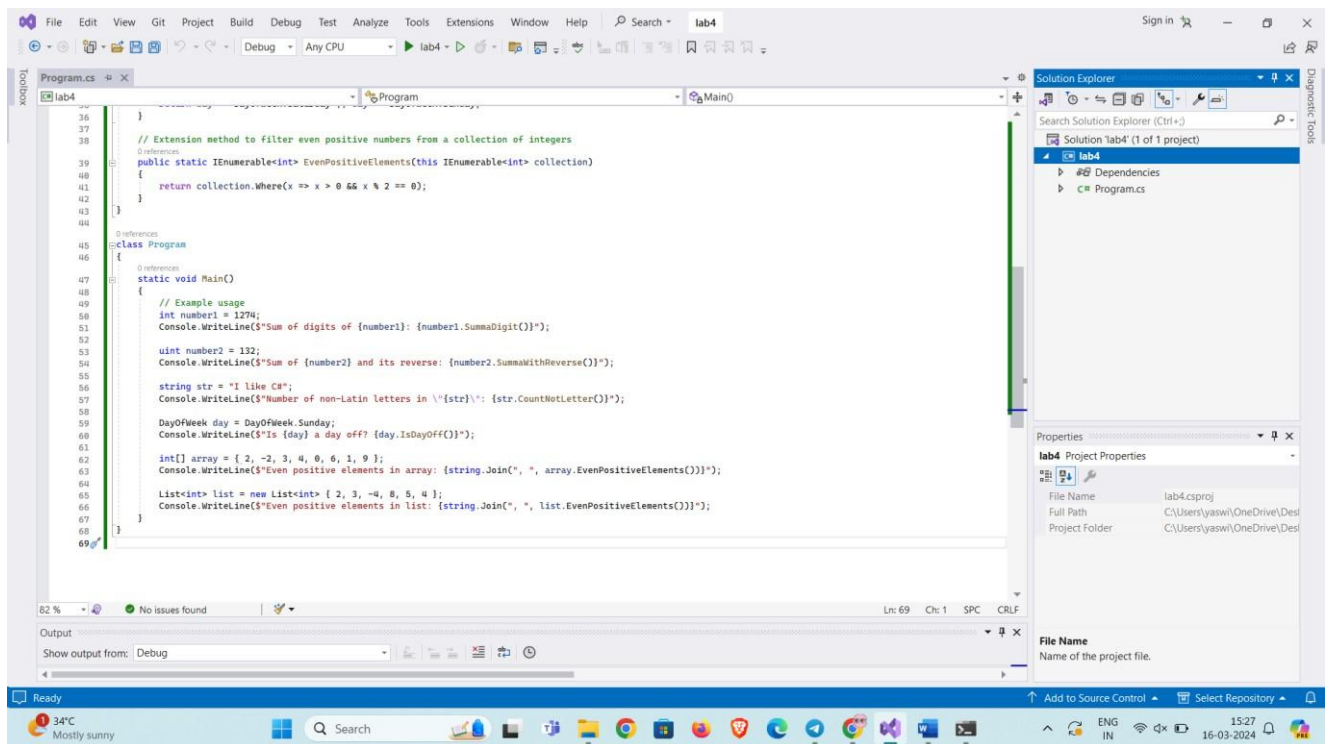 File Edit View Git Project Build Debug Test Analyze Tools Extensions Window Help Search lab4 Sign in
Debug Any CPU lab4
Toolbox
Program.cs
lab4 Program Main()
36 }
37
38 // Extension method to filter even positive numbers from a collection of integers
0 references
39 public static IEnumerable<int> EvenPositiveElements(this IEnumerable<int> collection)
40 {
41 return collection.Where(x => x > 0 && x % 2 == 0);
42 }
43 }
44
0 references
45 class Program
46 {
0 references
47 static void Main()
48 {
49 // Example usage
50 int number1 = 1274;
51 Console.WriteLine($"Sum of digits of {number1}: {number1.SummaDigit()}");
52
53 uint number2 = 132;
54 Console.WriteLine($"Sum of {number2} and its reverse: {number2.SummaWithReverse()}");
55
56 string str = "I like C#";
57 Console.WriteLine($"Number of non-Latin letters in \"{str}\": {str.CountNotLetter()}");
58
59 DayOfWeek day = DayOfWeek.Sunday;
60 Console.WriteLine($"Is {day} a day off? {day.IsDayOff()}");
61
62 int[] array = { 2, -2, 3, 4, 0, 6, 1, 9 };
63 Console.WriteLine($"Even positive elements in array: {string.Join(", ", array.EvenPositiveElements())}");
64
65 List<int> list = new List<int> { 2, 3, -4, 8, 5, 4 };
66 Console.WriteLine($"Even positive elements in list: {string.Join(", ", list.EvenPositiveElements())}");
67 }
68 }
69
82 % No issues found Ln: 69 Ch: 1 SPC CRLF
Output
Show output from: Debug
Solution Explorer
Search Solution Explorer (Ctrl+;)
Solution 'lab4' (1 of 1 project)
lab4
Dependencies
C# Program.cs
Diagnostic Tools
Properties
lab4 Project Properties
File Name lab4.csproj
Full Path C:\Users\yaswi\OneDrive\Des
Project Folder C:\Users\yaswi\OneDrive\Des
File Name
Name of the project file.
Ready Add to Source Control Select Repository
34°C
Mostly sunny
Search
ENG
IN
15:27
16-03-2024